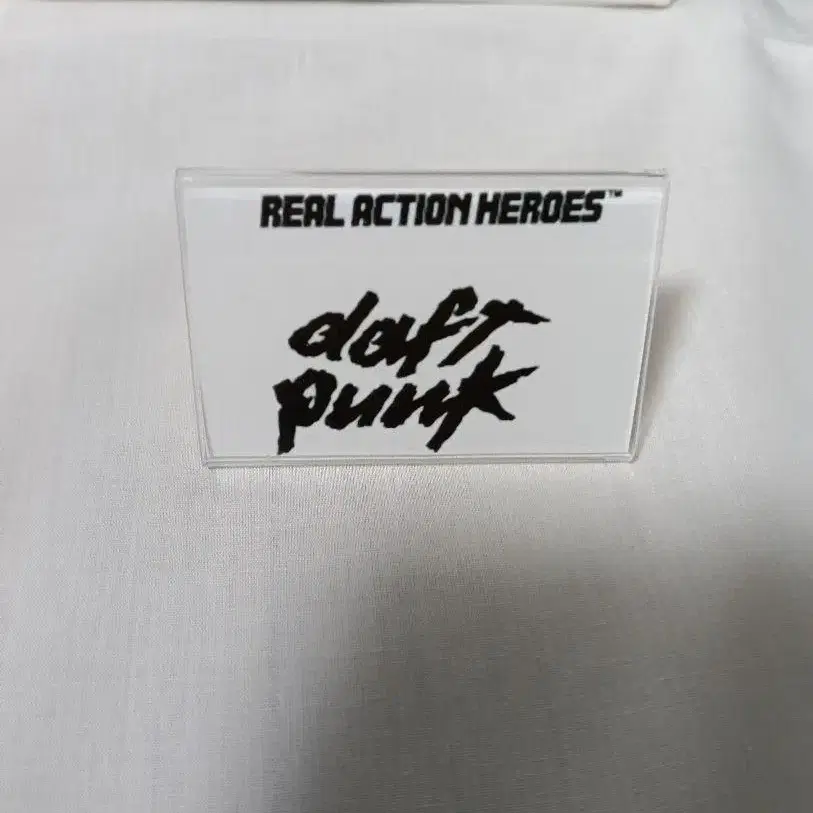 REAL ACTION HEROES™
daft
punk